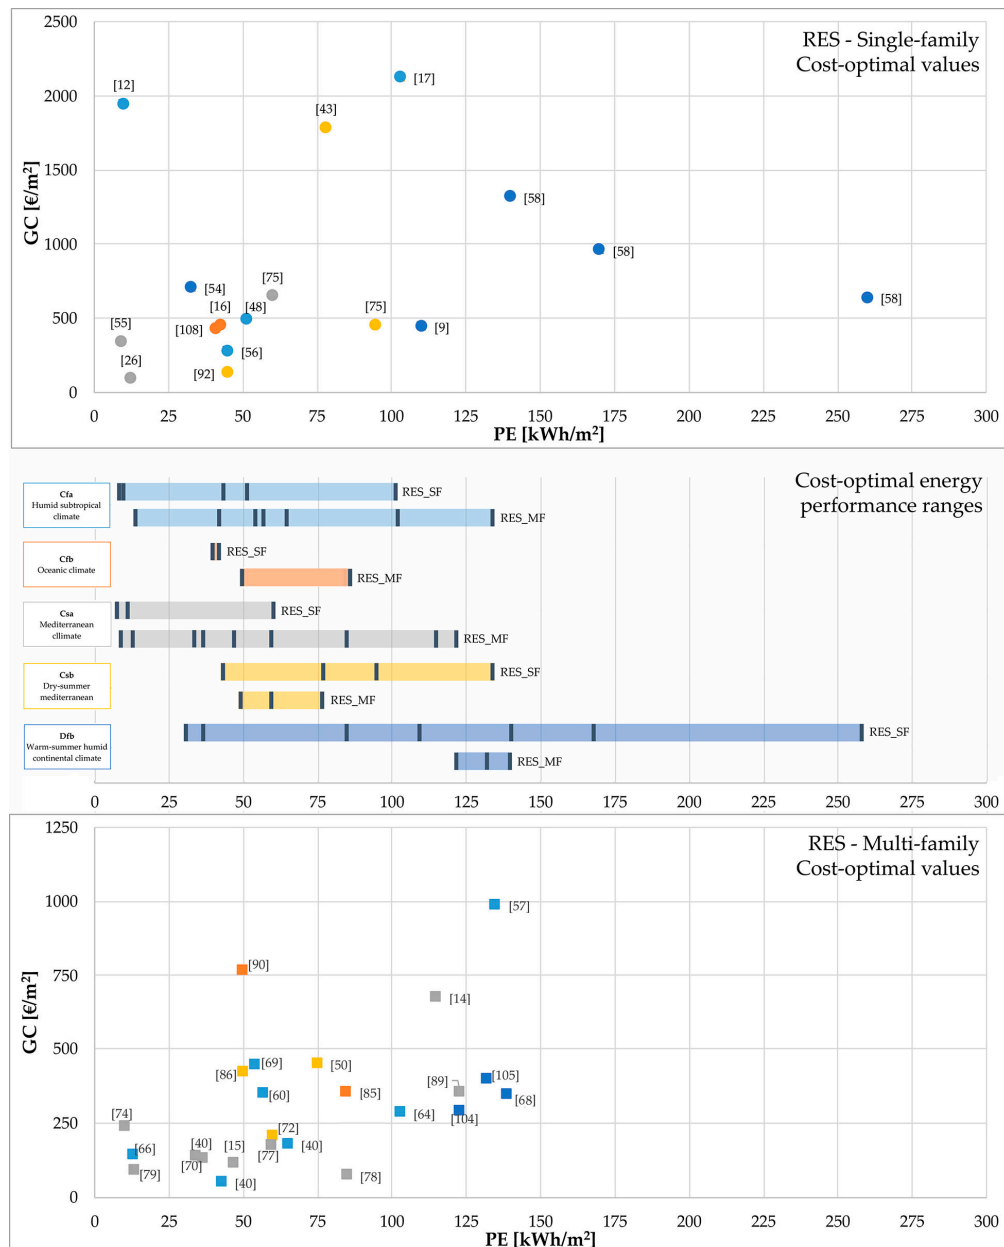 RES - Single-family
Cost-optimal values
GC [€/m²]
2500
2000
1500
1000
500
0
[12]
[17]
[43]
[58]
[58]
[58]
[54]
[75]
[16]
[48]
[108]
[75]
[9]
[55]
[56]
[26]
[92]
0 25 50 75 100 125 150 175 200 225 250 275 300
PE [kWh/m²]
Cost-optimal energy
performance ranges
Cfa
Humid subtropical
climate
RES_SF
RES_MF
Cfb
Oceanic climate
RES_SF
RES_MF
Csa
Mediterranean
cllimate
RES_SF
RES_MF
Csb
Dry-summer
mediterranean
RES_SF
RES_MF
Dfb
Warm-summer humid
continental climate
RES_SF
RES_MF
0 25 50 75 100 125 150 175 200 225 250 275 300
RES - Multi-family
Cost-optimal values
GC [€/m²]
1250
1000
750
500
250
0
[57]
[90]
[14]
[69]
[50]
[86]
[60]
[85]
[89]
[105]
[68]
[64]
[104]
[74]
[72]
[66]
[40]
[15]
[40]
[77]
[79]
[70]
[40]
[78]
0 25 50 75 100 125 150 175 200 225 250 275 300
PE [kWh/m²]